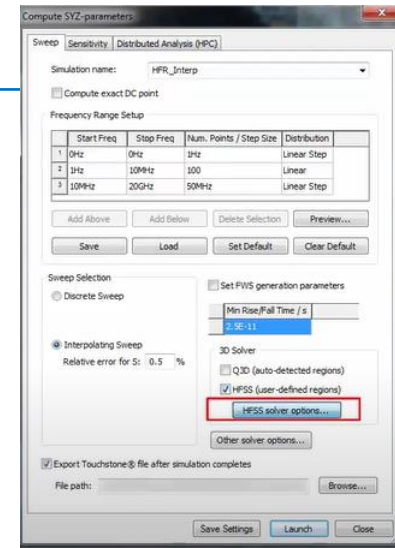 Compute SYZ-parameters
Sweep Sensitivity Distributed Analysis (HPC)
Simulation name: HFR_Interp
Compute exact DC point
Frequency Range Setup
Start Freq Stop Freq Num. Points / Step Size Distribution
1 0Hz 0Hz 1Hz Linear Step
2 1Hz 10MHz 100 Linear
3 10MHz 20GHz 50MHz Linear Step
Add Above Add Below Delete Selection Preview...
Save Load Set Default Clear Default
Sweep Selection
Discrete Sweep
Set FWS generation parameters
Min Rise/Fall Time / s
2.5E-11
Interpolating Sweep
Relative error for S: 0.5 %
3D Solver
Q3D (auto-detected regions)
HFSS (user-defined regions)
HFSS solver options...
Other solver options...
Export Touchstone® file after simulation completes
File path: Browse...
Save Settings Launch Close